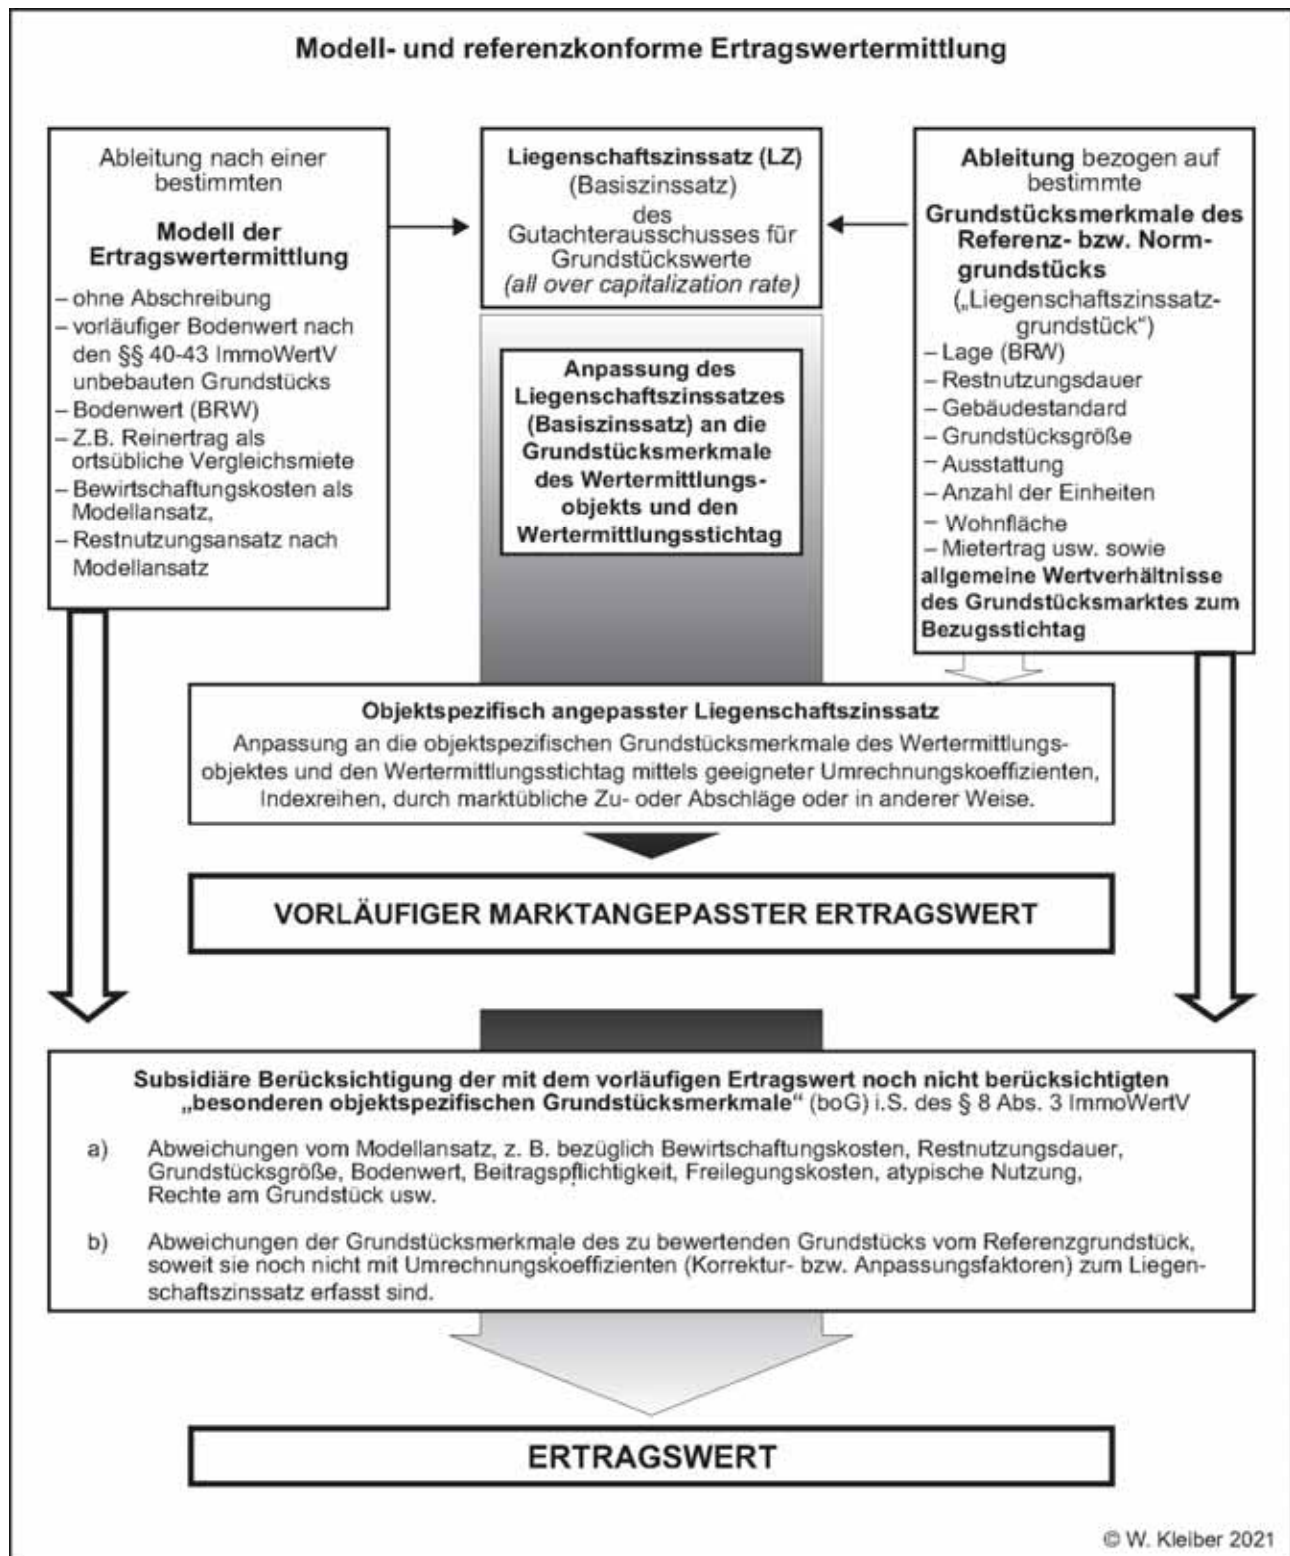 Modell- und referenzkonforme Ertragswertermittlung
Ableitung nach einer
bestimmten
Modell der
Ertragswertermittlung
– ohne Abschreibung
– vorläufiger Bodenwert nach
den §§ 40-43 ImmoWertV
unbebauten Grundstücks
– Bodenwert (BRW)
– Z.B. Reinertrag als
ortsübliche Vergleichsmiete
– Bewirtschaftungskosten als
Modellansatz,
– Restnutzungsansatz nach
Modellansatz
Liegenschaftszinssatz (LZ)
(Basiszinssatz)
des
Gutachterausschusses für
Grundstückswerte
(all over capitalization rate)
Anpassung des
Liegenschaftszinssatzes
(Basiszinssatz) an die
Grundstücksmerkmale
des Wertermittlungs-
objekts und den
Wertermittlungsstichtag
Ableitung bezogen auf
bestimmte
Grundstücksmerkmale des
Referenz- bzw. Norm-
grundstücks
(„Liegenschaftszinssatz-
grundstück“)
– Lage (BRW)
– Restnutzungsdauer
– Gebäudestandard
– Grundstücksgröße
– Ausstattung
– Anzahl der Einheiten
– Wohnfläche
– Mietertrag usw. sowie
allgemeine Wertverhältnisse
des Grundstücksmarktes zum
Bezugsstichtag
Objektspezifisch angepasster Liegenschaftszinssatz
Anpassung an die objektspezifischen Grundstücksmerkmale des Wertermittlungs-
objektes und den Wertermittlungsstichtag mittels geeigneter Umrechnungskoeffizienten,
Indexreihen, durch marktübliche Zu- oder Abschläge oder in anderer Weise.
VORLÄUFIGER MARKTANGEPASSTER ERTRAGSWERT
Subsidiäre Berücksichtigung der mit dem vorläufigen Ertragswert noch nicht berücksichtigten
„besonderen objektspezifischen Grundstücksmerkmale“ (boG) i.S. des § 8 Abs. 3 ImmoWertV
a) Abweichungen vom Modellansatz, z. B. bezüglich Bewirtschaftungskosten, Restnutzungsdauer,
Grundstücksgröße, Bodenwert, Beitragspflichtigkeit, Freilegungskosten, atypische Nutzung,
Rechte am Grundstück usw.
b) Abweichungen der Grundstücksmerkmale des zu bewertenden Grundstücks vom Referenzgrundstück,
soweit sie noch nicht mit Umrechnungskoeffizienten (Korrektur- bzw. Anpassungsfaktoren) zum Liegen-
schaftszinssatz erfasst sind.
ERTRAGSWERT
© W. Kleiber 2021